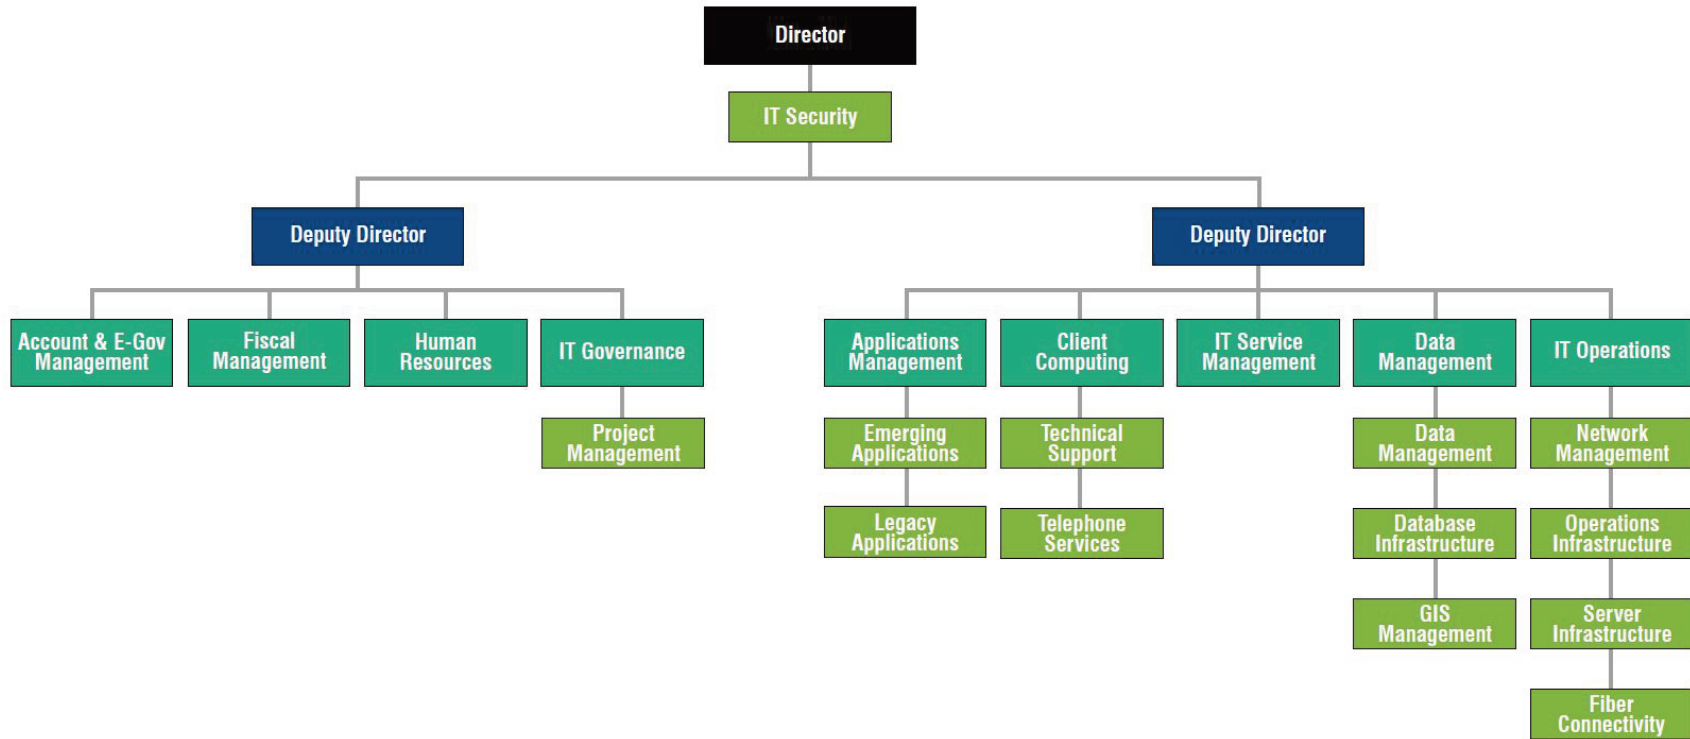 Director
IT Security
Deputy Director
Deputy Director
Account & E-Gov
Management
Fiscal
Management
Human
Resources
IT Governance
Applications
Management
Client
Computing
IT Service
Management
Data
Management
IT Operations
Project
Management
Emerging
Applications
Technical
Support
Data
Management
Network
Management
Legacy
Applications
Telephone
Services
Database
Infrastructure
Operations
Infrastructure
GIS
Management
Server
Infrastructure
Fiber
Connectivity